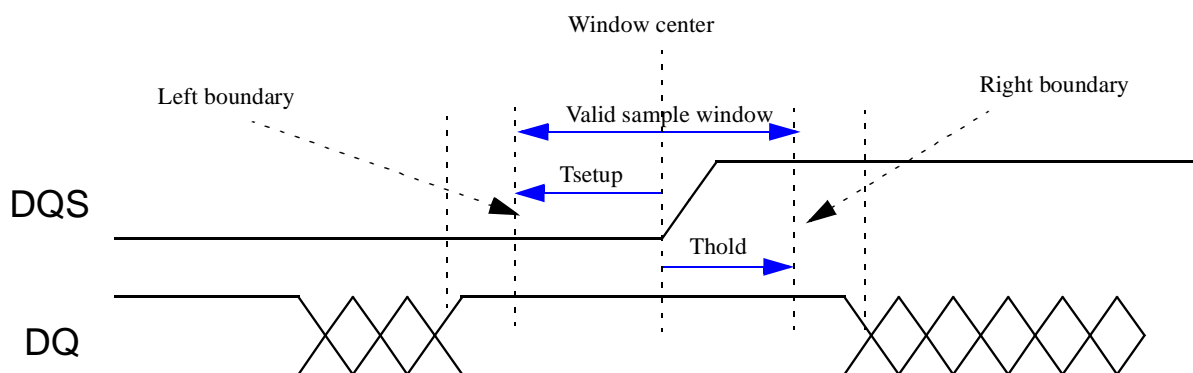 Window center
Left boundary
Right boundary
Valid sample window
Tsetup
DQS
Thold
DQ